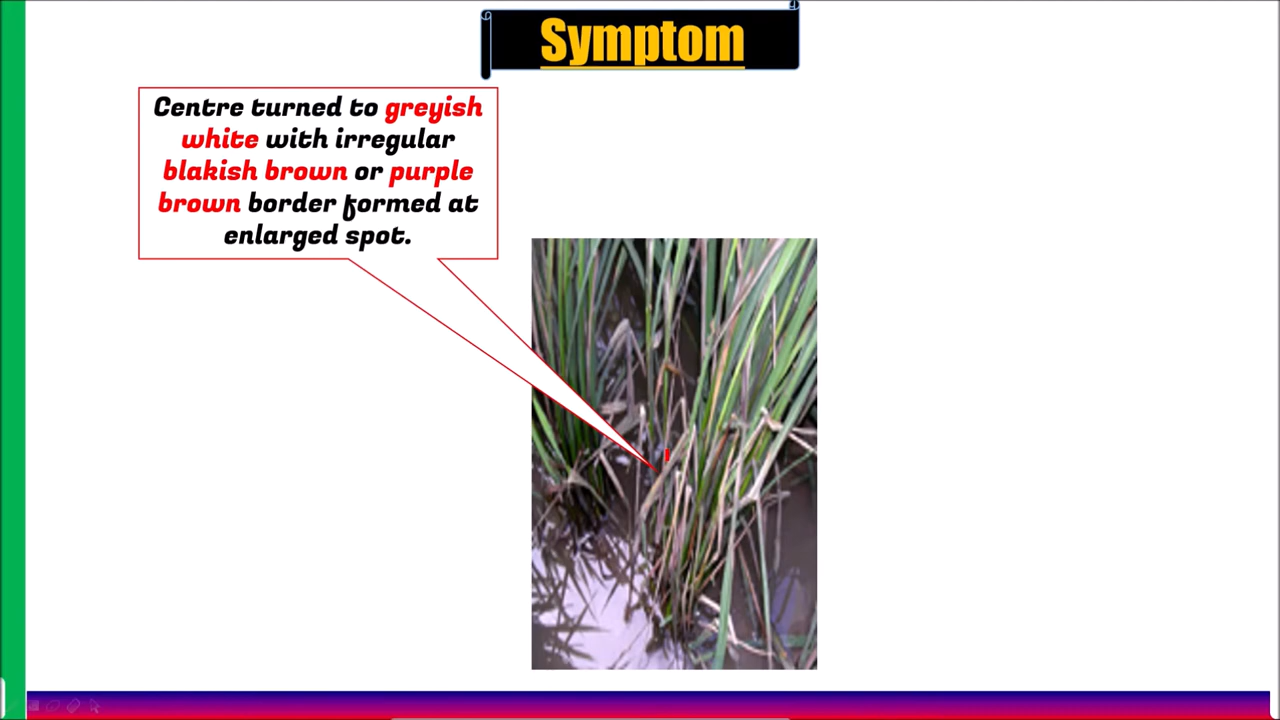 Symptom
Centre turned to greyish
white with irregular
blakish brown or purple
brown border formed at
enlarged spot.